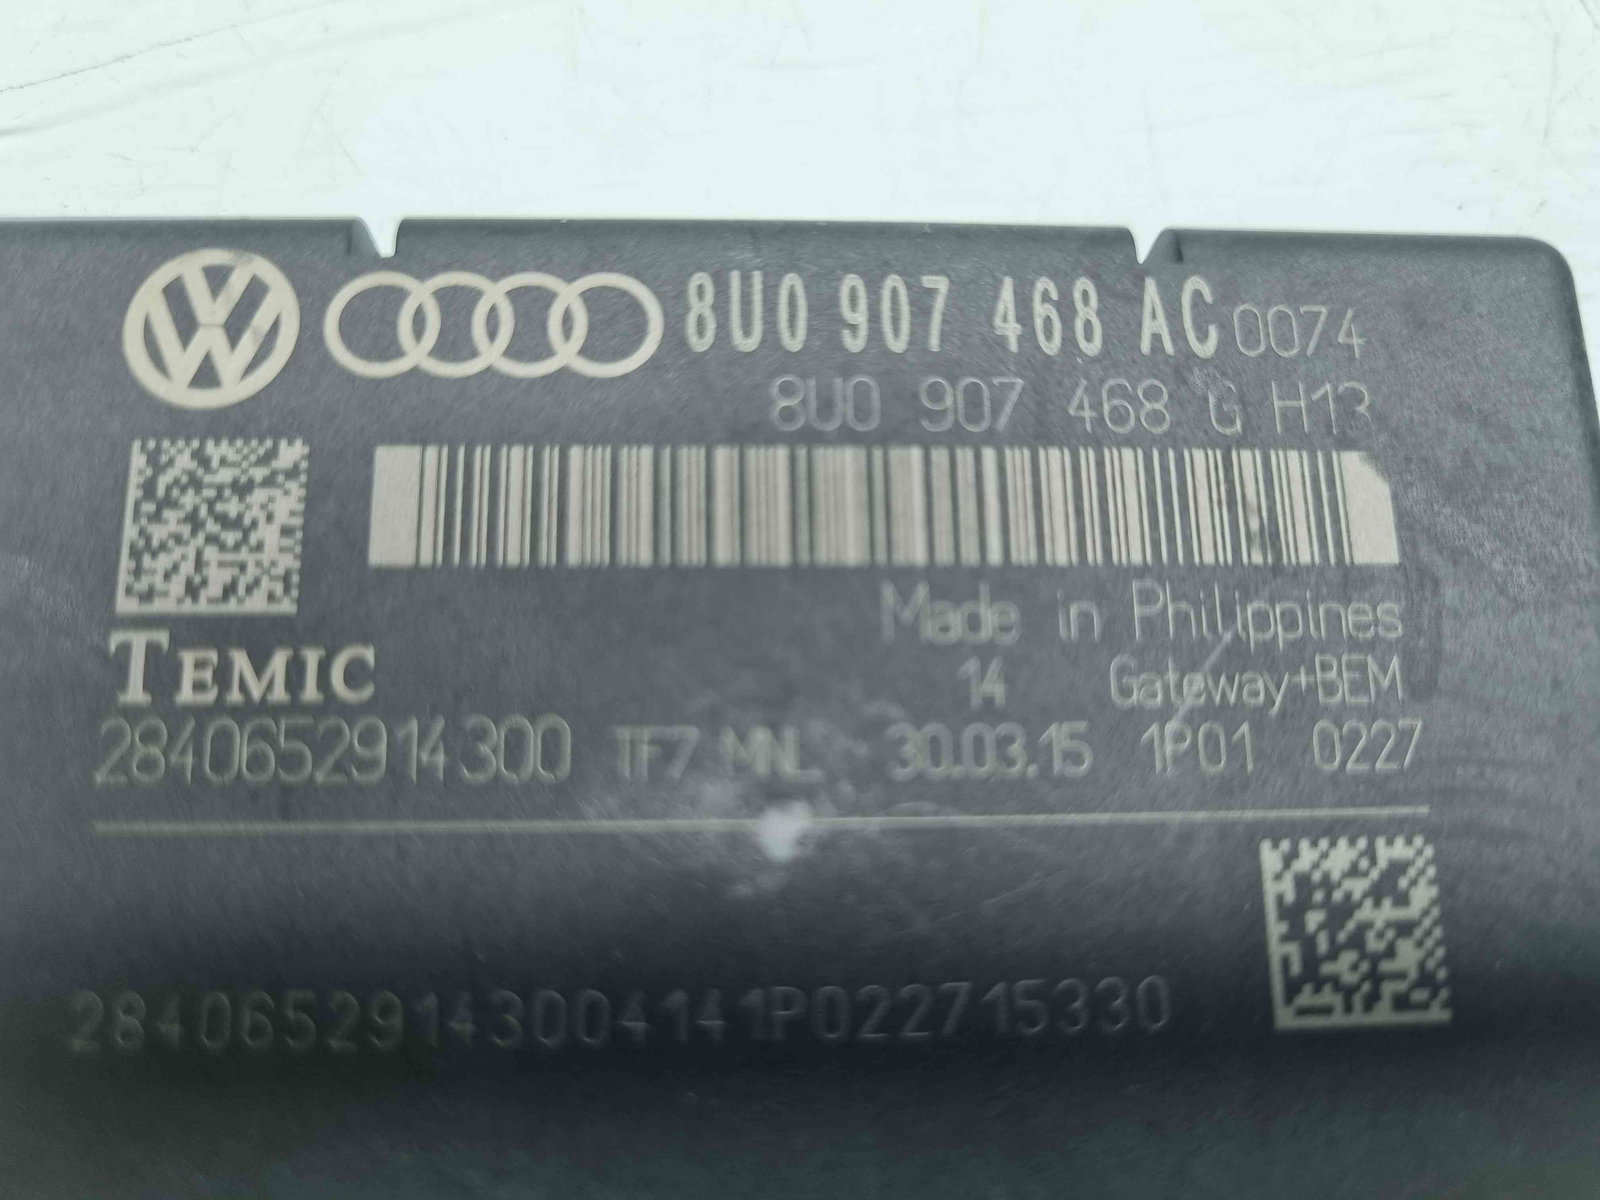 8U0 907 468 AC 0074
8U0 907 468 G H13
Made in Philippines
TEMIC
14 Gateway+BEM
2840652914300 TF7 MNL 30.03.15 1P01 0227
28406529143004141P022715330